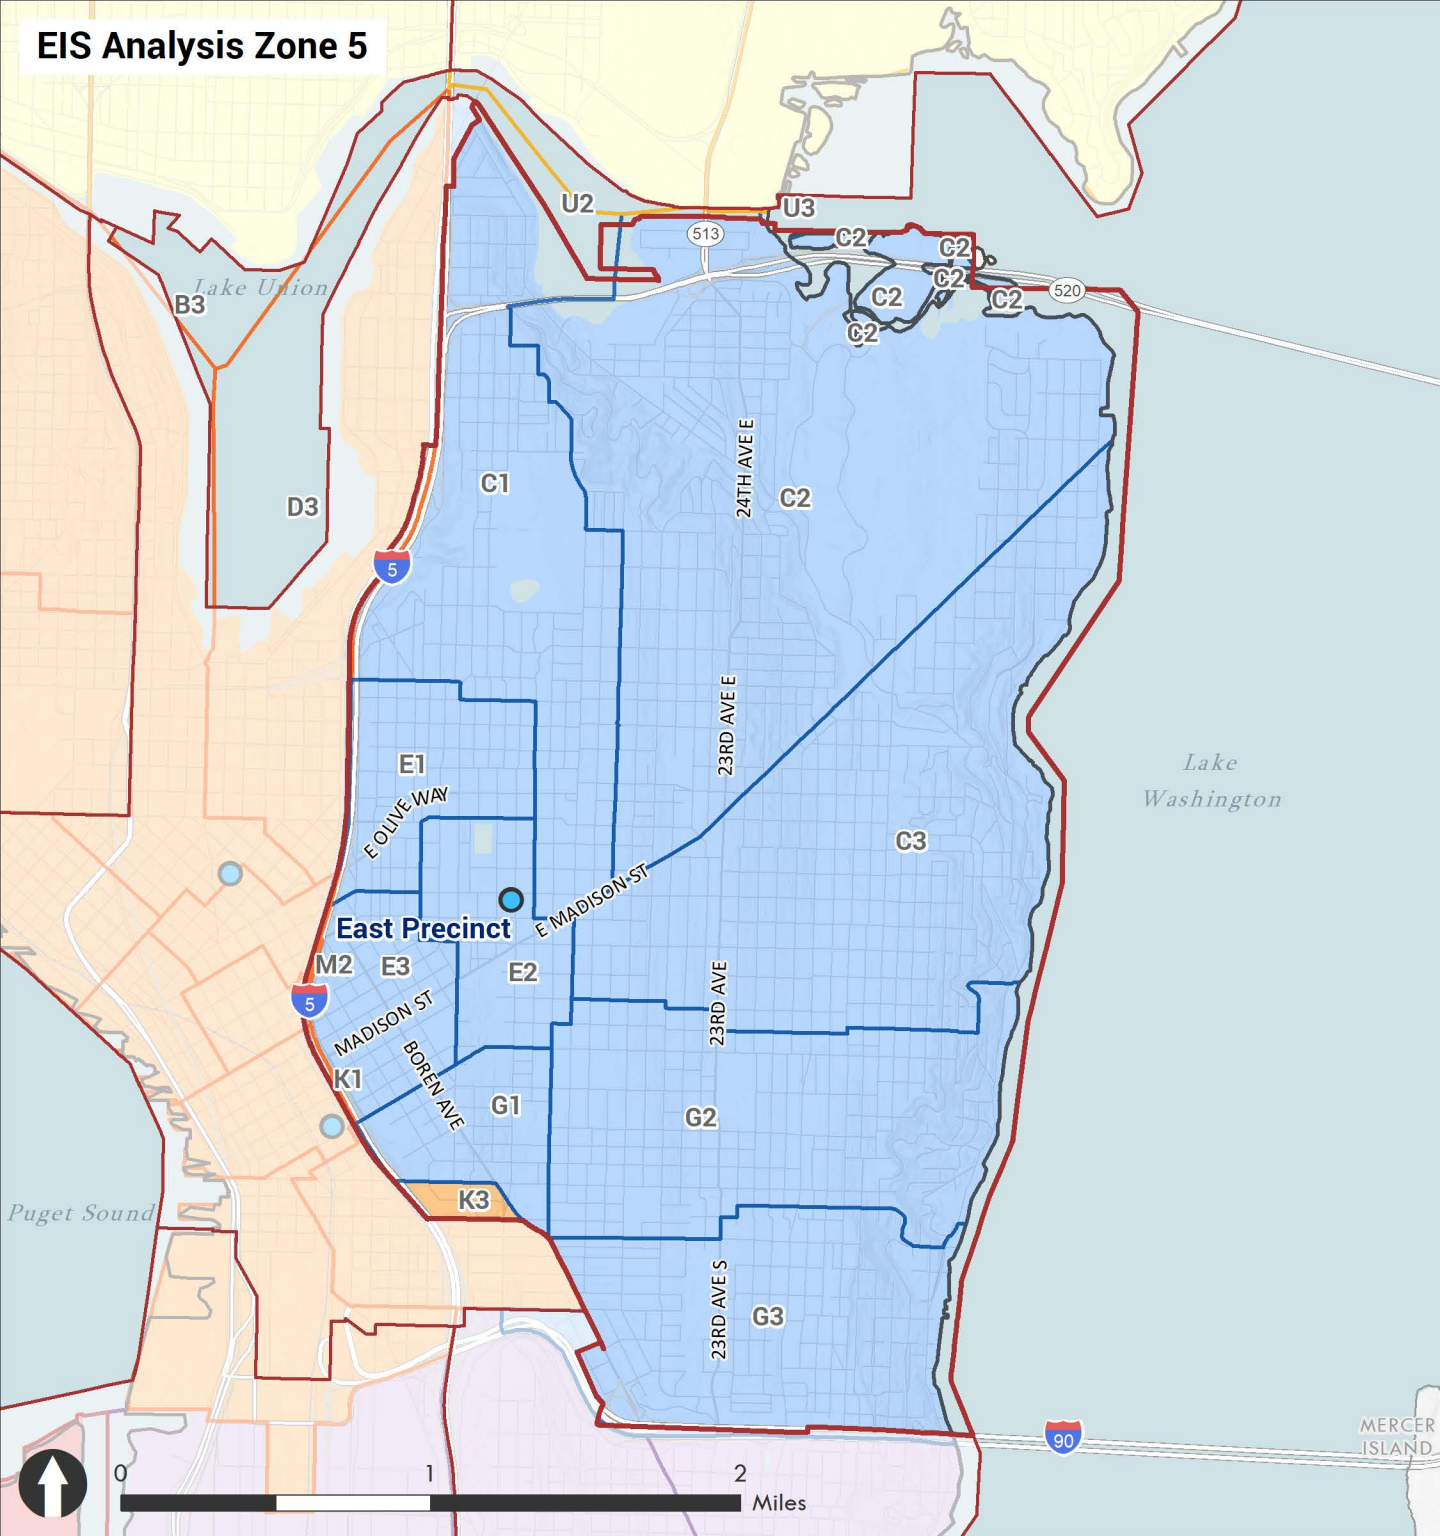 EIS Analysis Zone 5
U2
U3
513
C2
C2
C2
Lake Union
B3
C2
C2
520
C2
24TH AVE E
C1
C2
D3
5
23RD AVE E
E1
Lake
Washington
E OLIVE WAY
C3
E MADISON ST
East Precinct
M2
E3
E2
5
23RD AVE
MADISON ST
BOREN AVE
K1
G1
G2
K3
Puget Sound
23RD AVE S
G3
MERCER
ISLAND
90
0 1 2
Miles